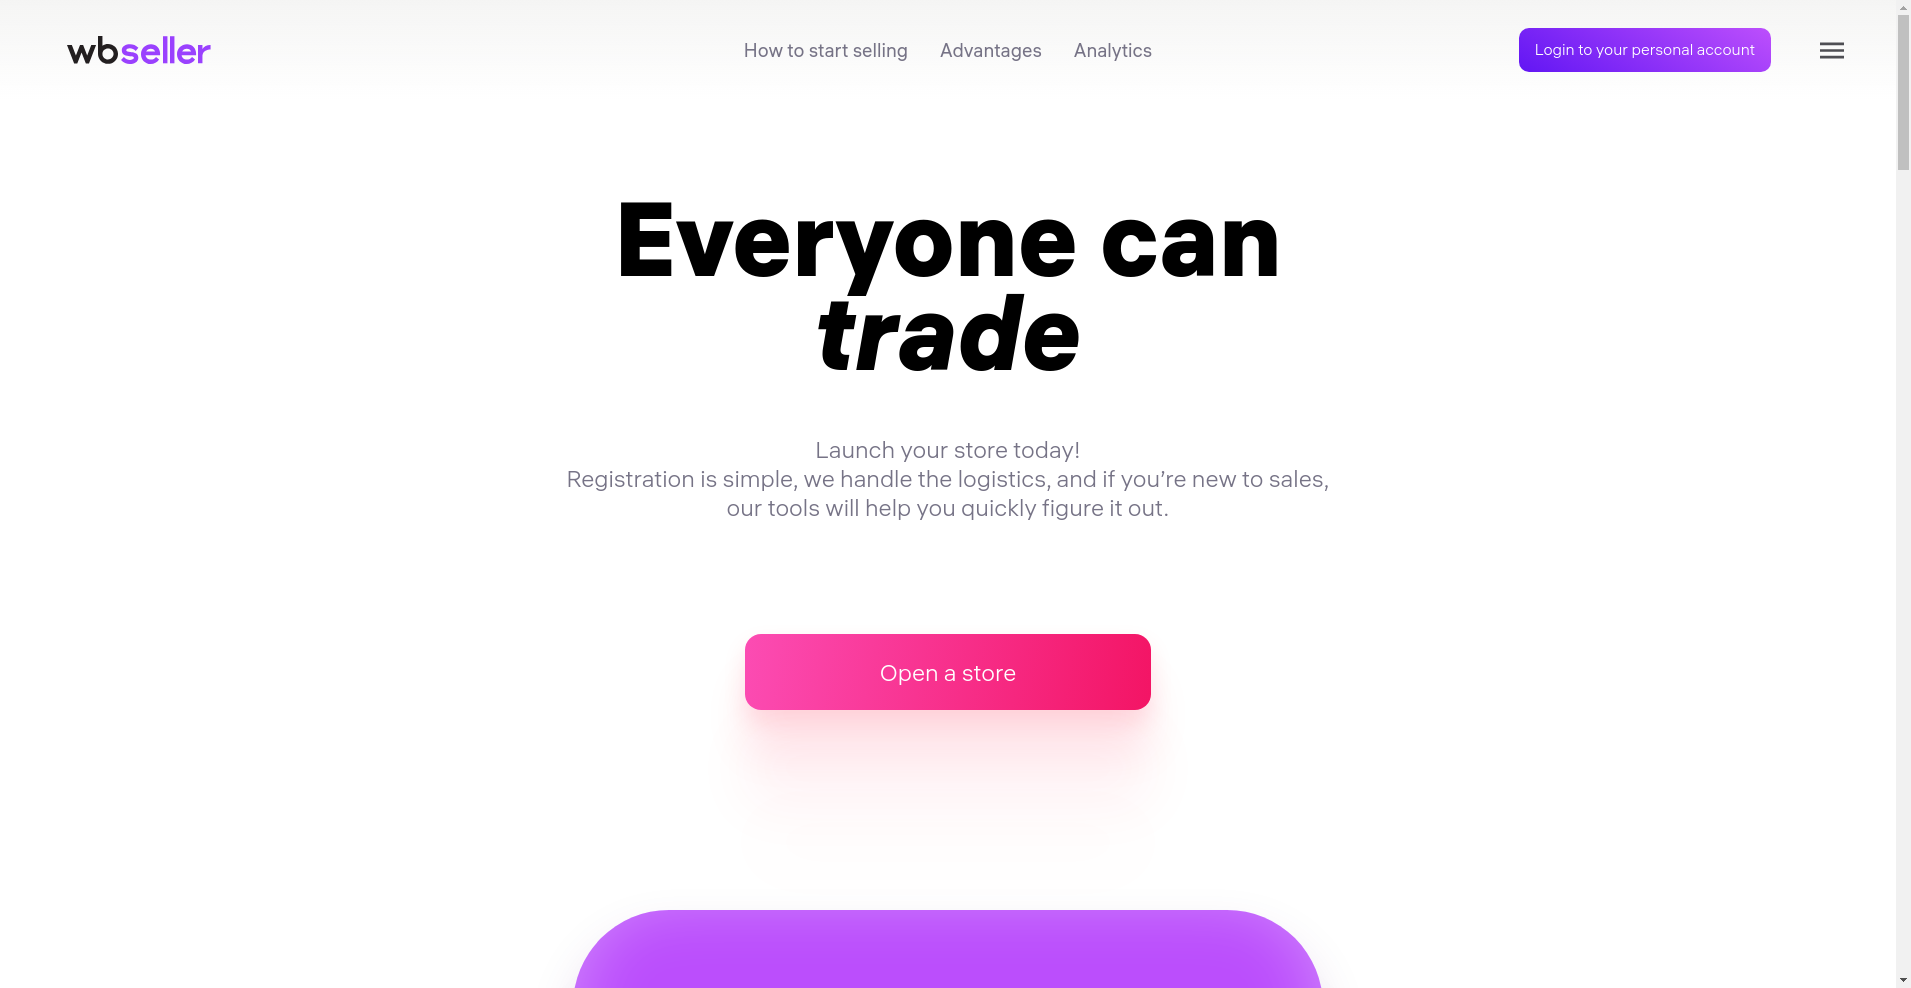 wbseller
How to start selling
Advantages
Analytics
Login to your personal account
Everyone can
trade
Launch your store today!
Registration is simple, we handle the logistics, and if you’re new to sales,
our tools will help you quickly figure it out.
Open a store